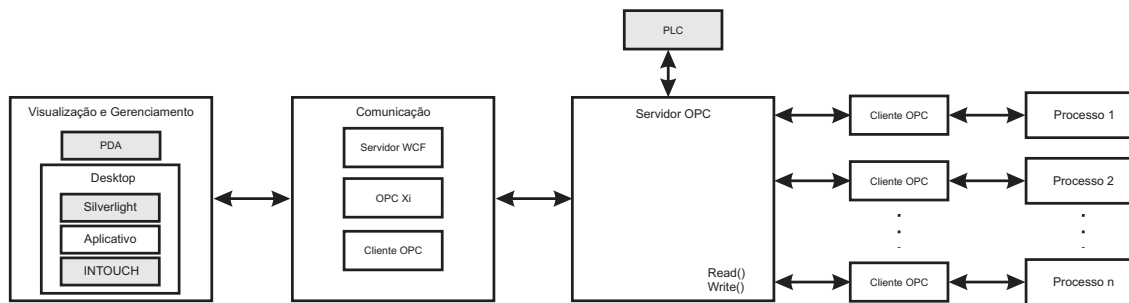 PLC
Visualização e Gerenciamento
PDA
Desktop
Silverlight
Aplicativo
INTOUCH
Comunicação
Servidor WCF
OPC Xi
Cliente OPC
Servidor OPC
Read()
Write()
Cliente OPC
Processo 1
Cliente OPC
Processo 2
Cliente OPC
Processo n